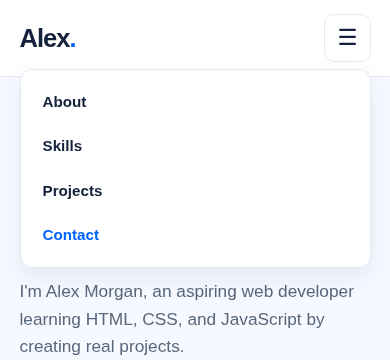 Alex.
☰
About
Skills
Projects
Contact
I'm Alex Morgan, an aspiring web developer
learning HTML, CSS, and JavaScript by
creating real projects.